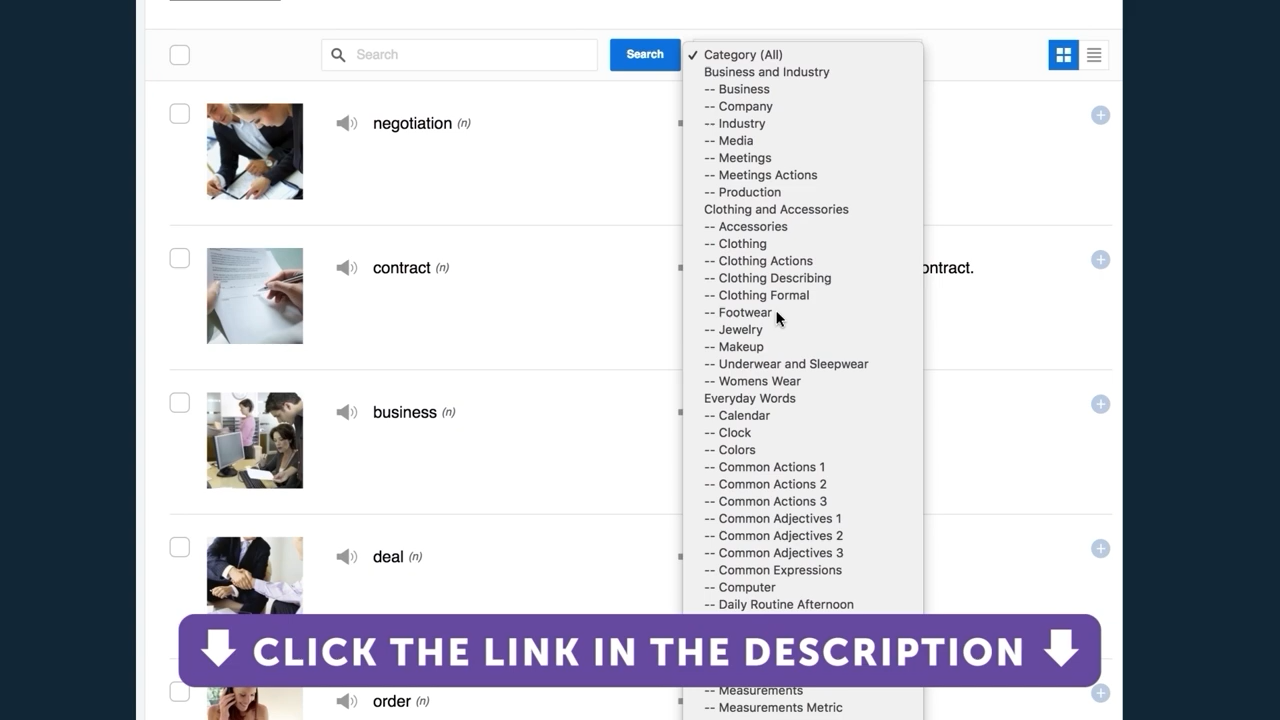 Search
Search
Category (All)
Business and Industry
-- Business
-- Company
-- Industry
-- Media
-- Meetings
-- Meetings Actions
-- Production
Clothing and Accessories
-- Accessories
-- Clothing
-- Clothing Actions
-- Clothing Describing
-- Clothing Formal
-- Footwear
-- Jewelry
-- Makeup
-- Underwear and Sleepwear
-- Womens Wear
Everyday Words
-- Calendar
-- Clock
-- Colors
-- Common Actions 1
-- Common Actions 2
-- Common Actions 3
-- Common Adjectives 1
-- Common Adjectives 2
-- Common Adjectives 3
-- Common Expressions
-- Computer
-- Daily Routine Afternoon
-- Measurements
-- Measurements Metric
negotiation (n)
contract (n)
ontract.
business (n)
deal (n)
order (n)
CLICK THE LINK IN THE DESCRIPTION